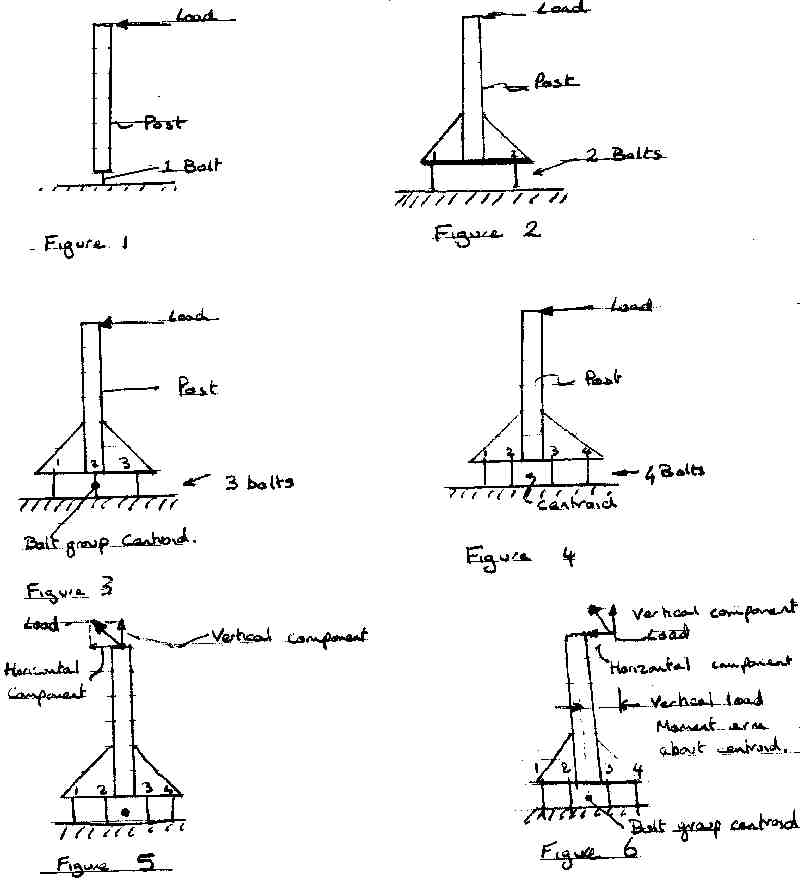 Load
Post
1 Bolt
Figure 1
Load
Post
2
2 Bolts
Figure 2
Load
Post
1 2 3
3 bolts
Bolt group Centroid.
Figure 3
Load
Post
1 2 3 4
4 Bolts
Centroid
Figure 4
Load
Vertical component
Horizontal
Component
1 2 3 4
Figure 5
Vertical component
Load
Horizontal component
Vertical load
Moment arm
about centroid.
1 2 3 4
Bolt group centroid
Figure 6